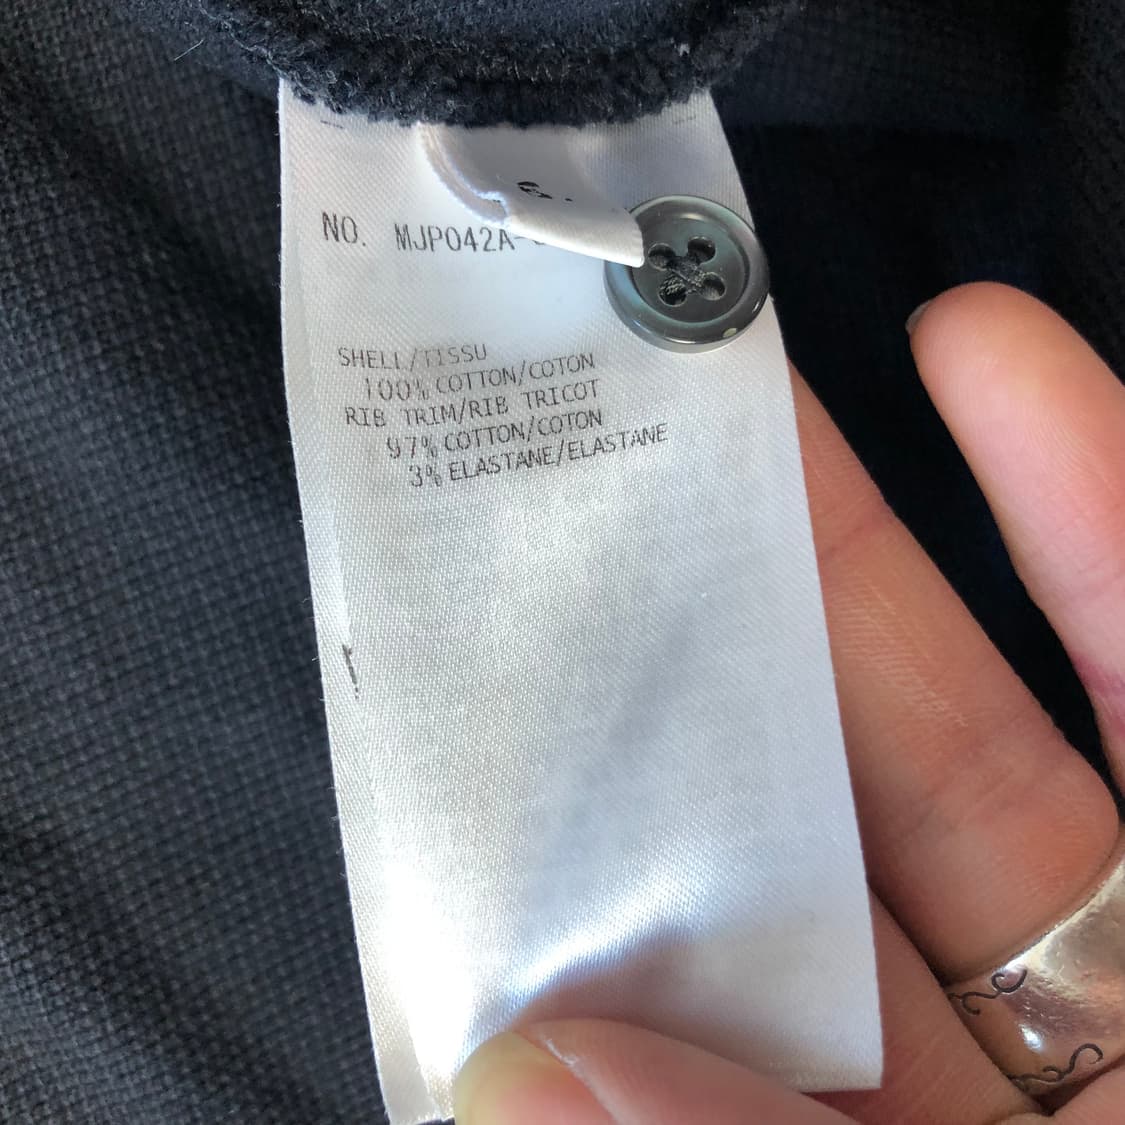 S
NO. MJP042A-
SHELL/TISSU
100% COTTON/COTON
RIB TRIM/RIB TRICOT
97% COTTON/COTON
3% ELASTANE/ELASTANE